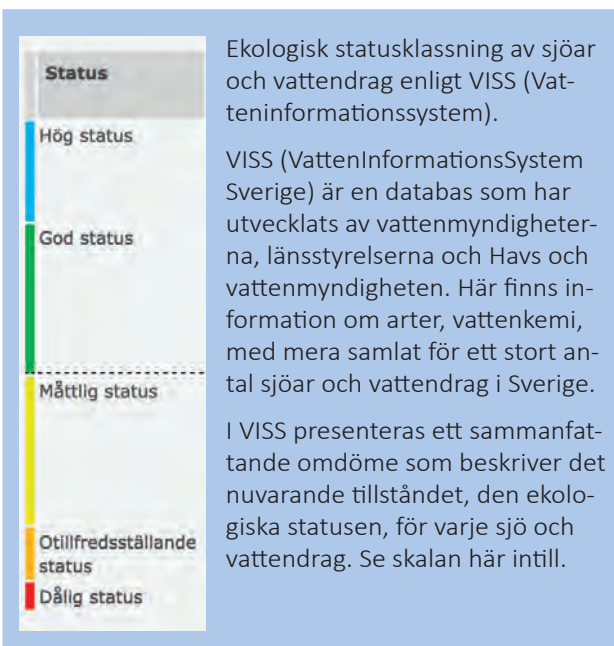 Status
Hög status
God status
Måttlig status
Otillfredsställande
status
Dålig status
Ekologisk statusklassning av sjöar
och vattendrag enligt VISS (Vat-
teninformationssystem).
VISS (VattenInformationsSystem
Sverige) är en databas som har
utvecklats av vattenmyndigheter-
na, länsstyrelserna och Havs och
vattenmyndigheten. Här finns in-
formation om arter, vattenkemi,
med mera samlat för ett stort an-
tal sjöar och vattendrag i Sverige.
I VISS presenteras ett sammanfat-
tande omdöme som beskriver det
nuvarande tillståndet, den ekolo-
giska statusen, för varje sjö och
vattendrag. Se skalan här intill.